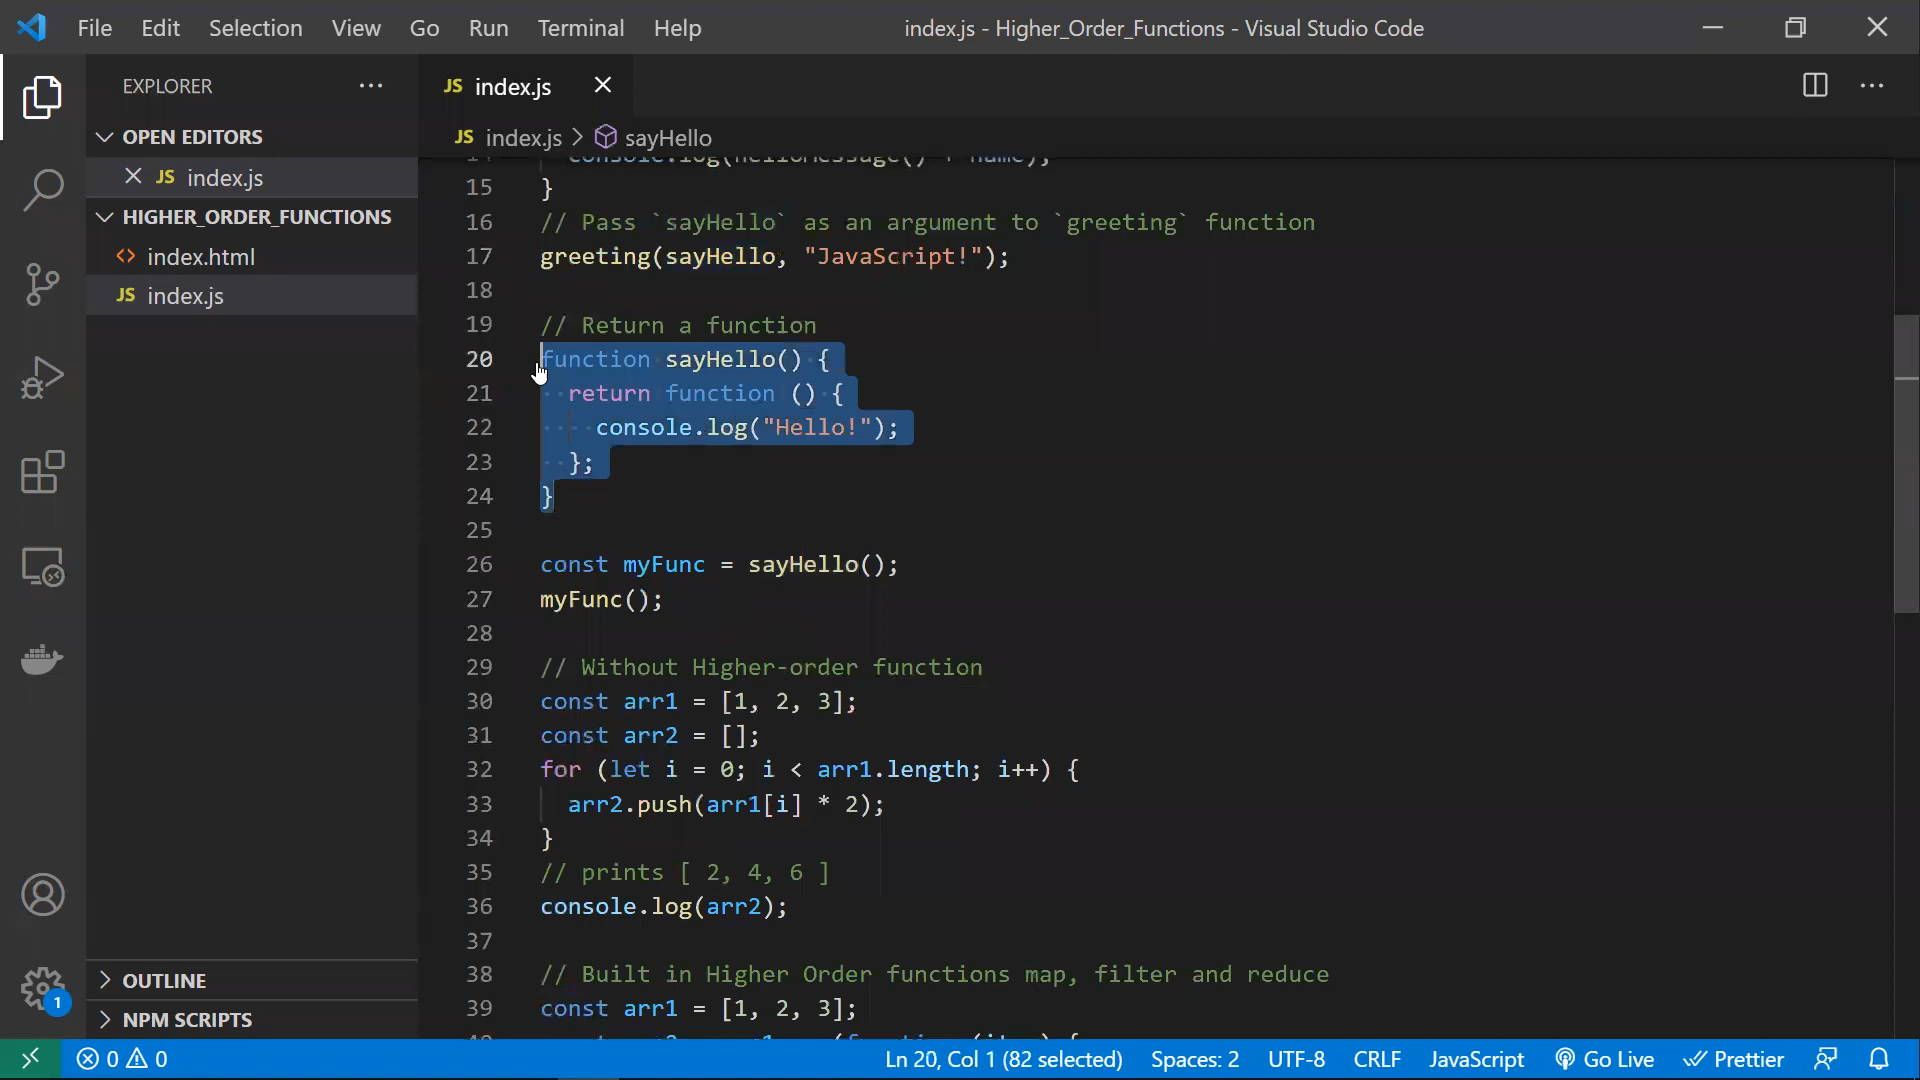 File Edit Selection View Go Run Terminal Help
index.js - Higher_Order_Functions - Visual Studio Code
EXPLORER
OPEN EDITORS
JS index.js
HIGHER_ORDER_FUNCTIONS
<> index.html
JS index.js
OUTLINE
NPM SCRIPTS
1
JS index.js
JS index.js > sayHello
15 }
16 // Pass `sayHello` as an argument to `greeting` function
17 greeting(sayHello, "JavaScript!");
18
19 // Return a function
20 function sayHello() {
21 return function () {
22 console.log("Hello!");
23 };
24 }
25
26 const myFunc = sayHello();
27 myFunc();
28
29 // Without Higher-order function
30 const arr1 = [1, 2, 3];
31 const arr2 = [];
32 for (let i = 0; i < arr1.length; i++) {
33 arr2.push(arr1[i] * 2);
34 }
35 // prints [ 2, 4, 6 ]
36 console.log(arr2);
37
38 // Built in Higher Order functions map, filter and reduce
39 const arr1 = [1, 2, 3];
0 0
Ln 20, Col 1 (82 selected) Spaces: 2 UTF-8 CRLF JavaScript Go Live Prettier